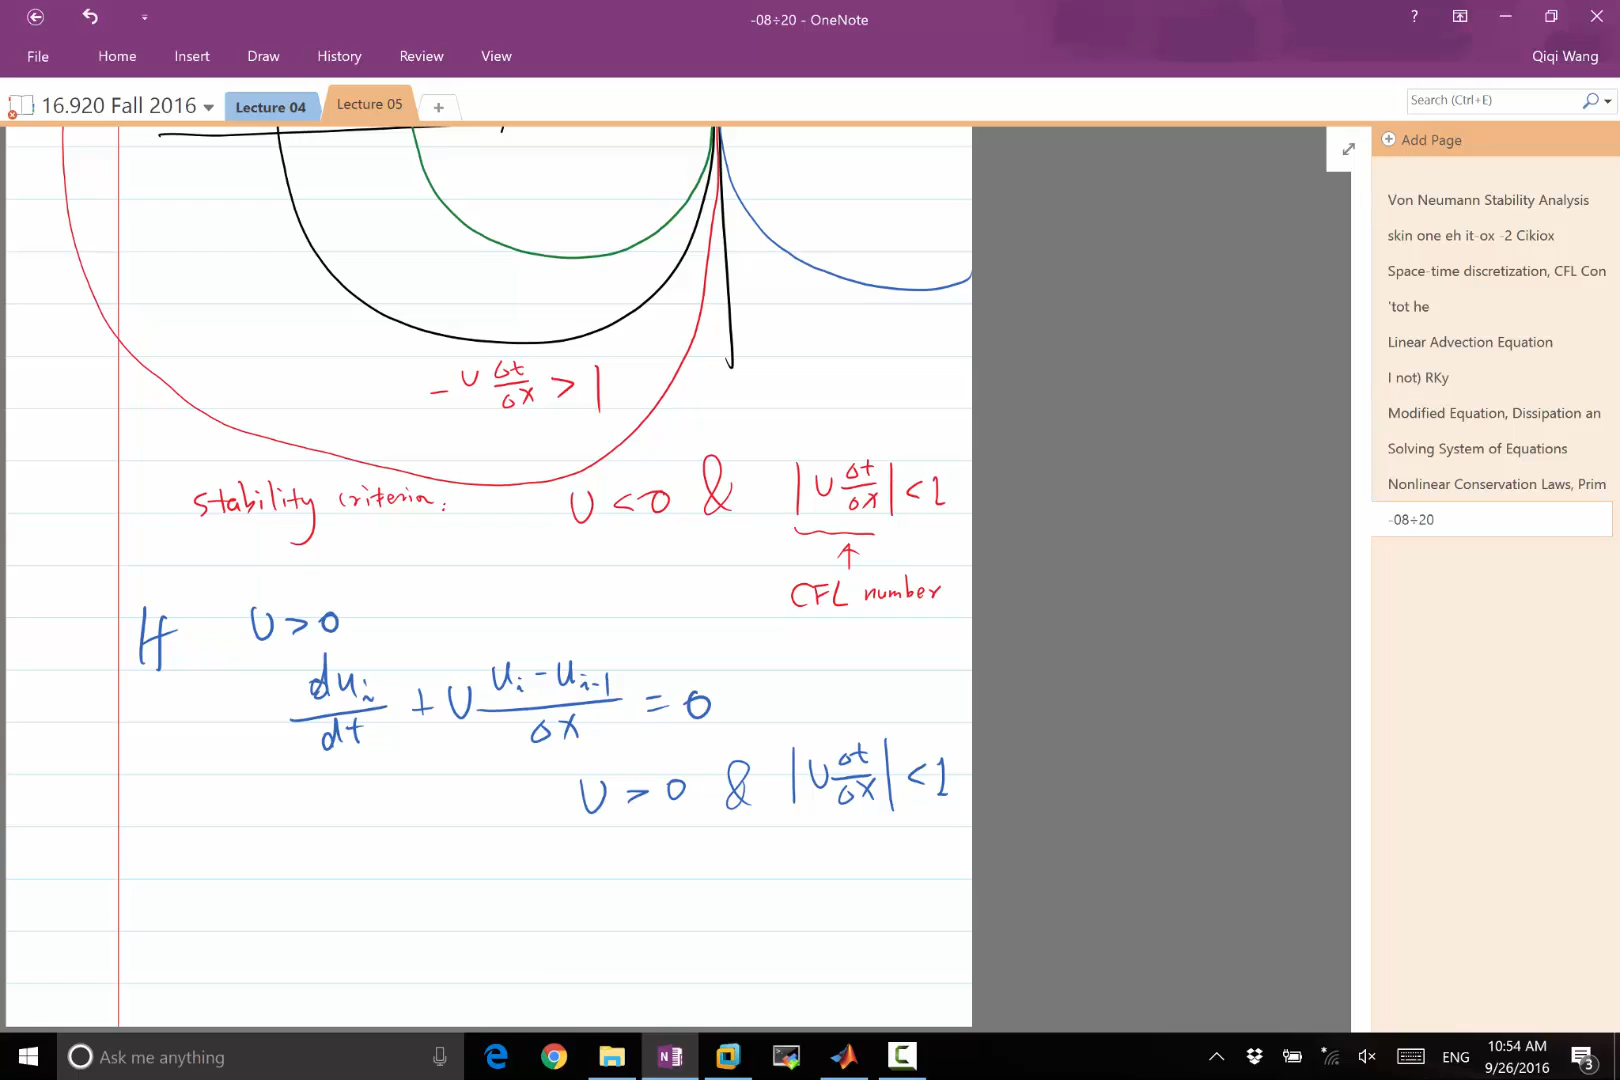 -08÷20 - OneNote
?
File Home Insert Draw History Review View
Qiqi Wang
16.920 Fall 2016
Lecture 04
Lecture 05
Search (Ctrl+E)
Add Page
Von Neumann Stability Analysis
skin one eh it-ox -2 Cikiox
Space-time discretization, CFL Con
'tot he
Linear Advection Equation
I not) RKy
Modified Equation, Dissipation an
Solving System of Equations
Nonlinear Conservation Laws, Prim
-08÷20
-U Δt/Δx > 1
Stability criteria: U < 0 & |U Δt/Δx| < 1
CFL number
If U > 0
du_i/dt + U (u_i - u_{i-1})/Δx = 0
U > 0 & |U Δt/Δx| < 1
Ask me anything
ENG
10:54 AM
9/26/2016
3